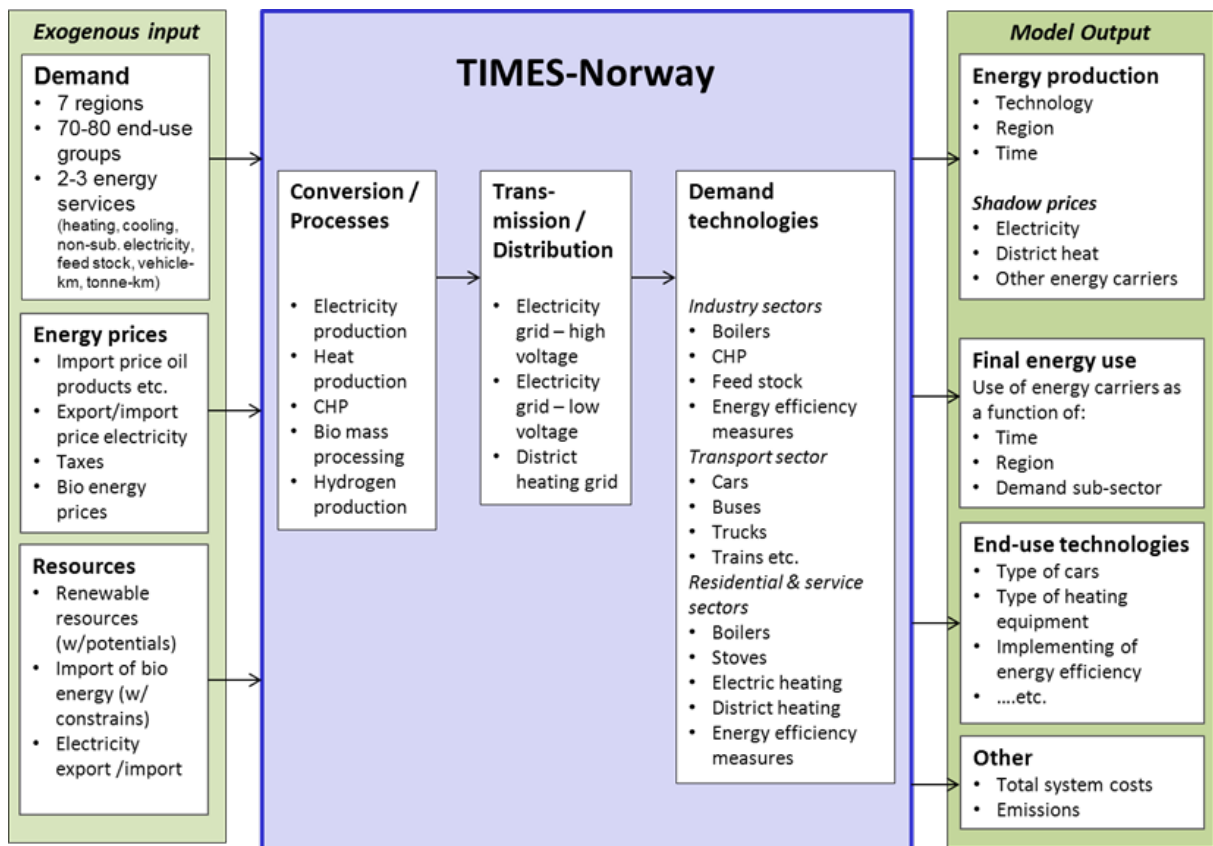 Exogenous input
Demand
• 7 regions
• 70-80 end-use
groups
• 2-3 energy
services
(heating, cooling,
non-sub. electricity,
feed stock, vehicle-
km, tonne-km)
Energy prices
• Import price oil
products etc.
• Export/import
price electricity
• Taxes
• Bio energy
prices
Resources
• Renewable
resources
(w/potentials)
• Import of bio
energy (w/
constrains)
• Electricity
export /import
TIMES-Norway
Conversion /
Processes
• Electricity
production
• Heat
production
• CHP
• Bio mass
processing
• Hydrogen
production
Trans-
mission /
Distribution
• Electricity
grid – high
voltage
• Electricity
grid – low
voltage
• District
heating grid
Demand
technologies
Industry sectors
• Boilers
• CHP
• Feed stock
• Energy efficiency
measures
Transport sector
• Cars
• Buses
• Trucks
• Trains etc.
Residential & service
sectors
• Boilers
• Stoves
• Electric heating
• District heating
• Energy efficiency
measures
Model Output
Energy production
• Technology
• Region
• Time
Shadow prices
• Electricity
• District heat
• Other energy carriers
Final energy use
Use of energy carriers as
a function of:
• Time
• Region
• Demand sub-sector
End-use technologies
• Type of cars
• Type of heating
equipment
• Implementing of
energy efficiency
• ....etc.
Other
• Total system costs
• Emissions